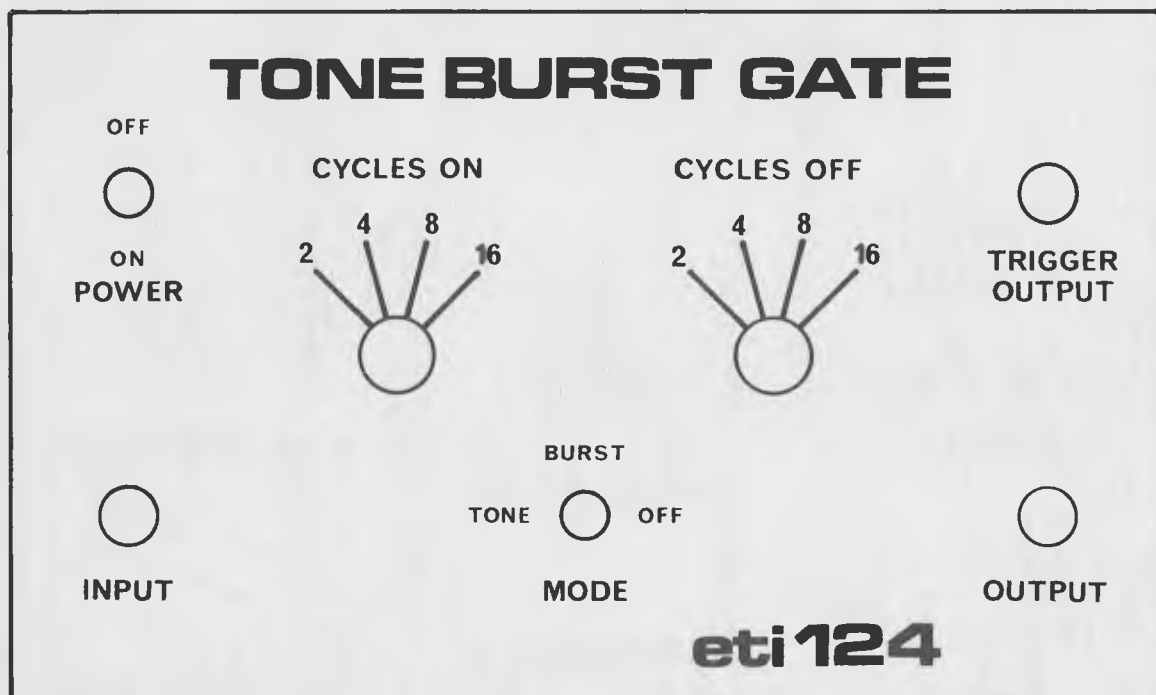 TONE BURST GATE
OFF
ON
POWER
CYCLES ON
2 4 8 16
CYCLES OFF
2 4 8 16
TRIGGER
OUTPUT
INPUT
BURST
TONE OFF
MODE
OUTPUT
eti 124